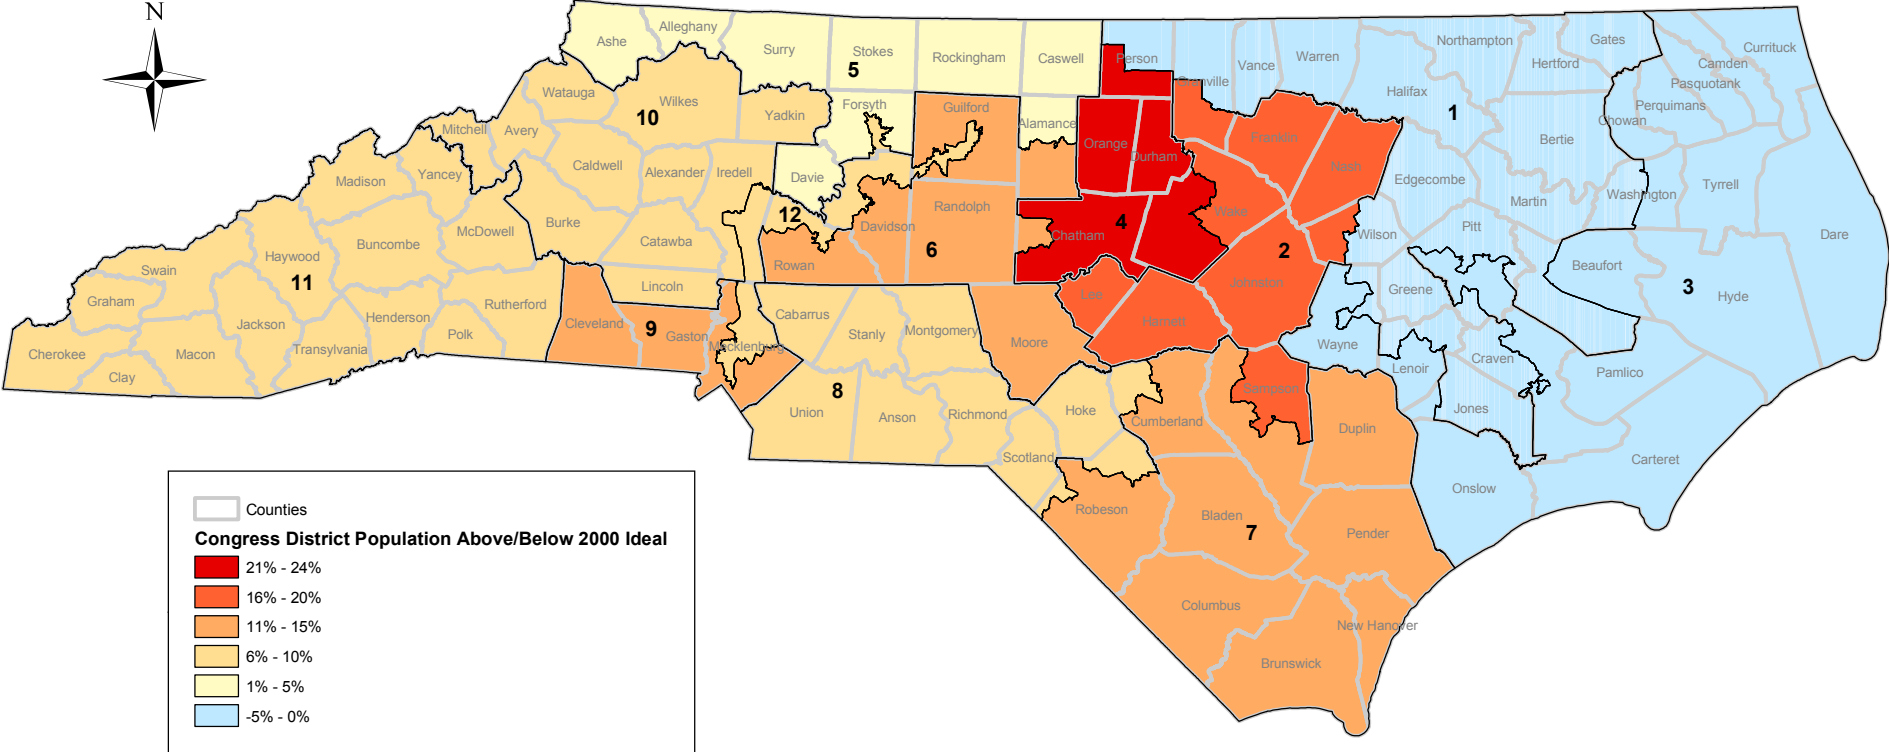 N
Ashe
Alleghany
Surry
Stokes
5
Rockingham
Caswell
Person
Granville
Vance
Warren
Northampton
Gates
Hertford
Currituck
Camden
Pasquotank
Perquimans
Chowan
Halifax
1
Bertie
Watauga
Wilkes
10
Yadkin
Forsyth
Guilford
Alamance
Orange
Durham
Franklin
Nash
Edgecombe
Martin
Washington
Tyrrell
Dare
Mitchell
Avery
Caldwell
Alexander
Iredell
Davie
Madison
Yancey
12
Davidson
Randolph
6
Chatham
4
Wake
2
Wilson
Pitt
Beaufort
3
Hyde
Burke
McDowell
Buncombe
Catawba
Rowan
Haywood
11
Swain
Graham
Lincoln
Lee
Johnston
Greene
Rutherford
Cleveland
9
Gaston
Mecklenburg
Cabarrus
Stanly
Montgomery
Moore
Harnett
Wayne
Lenoir
Craven
Pamlico
Henderson
Polk
Jackson
Transylvania
Cherokee
Macon
Clay
8
Union
Anson
Richmond
Hoke
Cumberland
Sampson
Duplin
Jones
Scotland
Carteret
Onslow
Robeson
Bladen
7
Pender
Columbus
New Hanover
Brunswick
Counties
Congress District Population Above/Below 2000 Ideal
21% - 24%
16% - 20%
11% - 15%
6% - 10%
1% - 5%
-5% - 0%